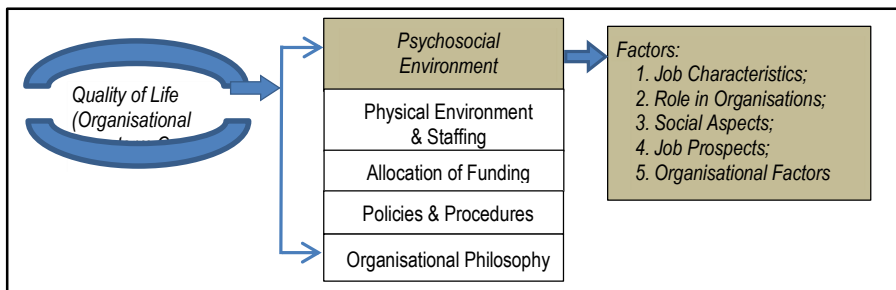 Quality of Life
(Organisational
Psychosocial
Environment
Physical Environment
& Staffing
Allocation of Funding
Policies & Procedures
Organisational Philosophy
Factors:
1. Job Characteristics;
2. Role in Organisations;
3. Social Aspects;
4. Job Prospects;
5. Organisational Factors